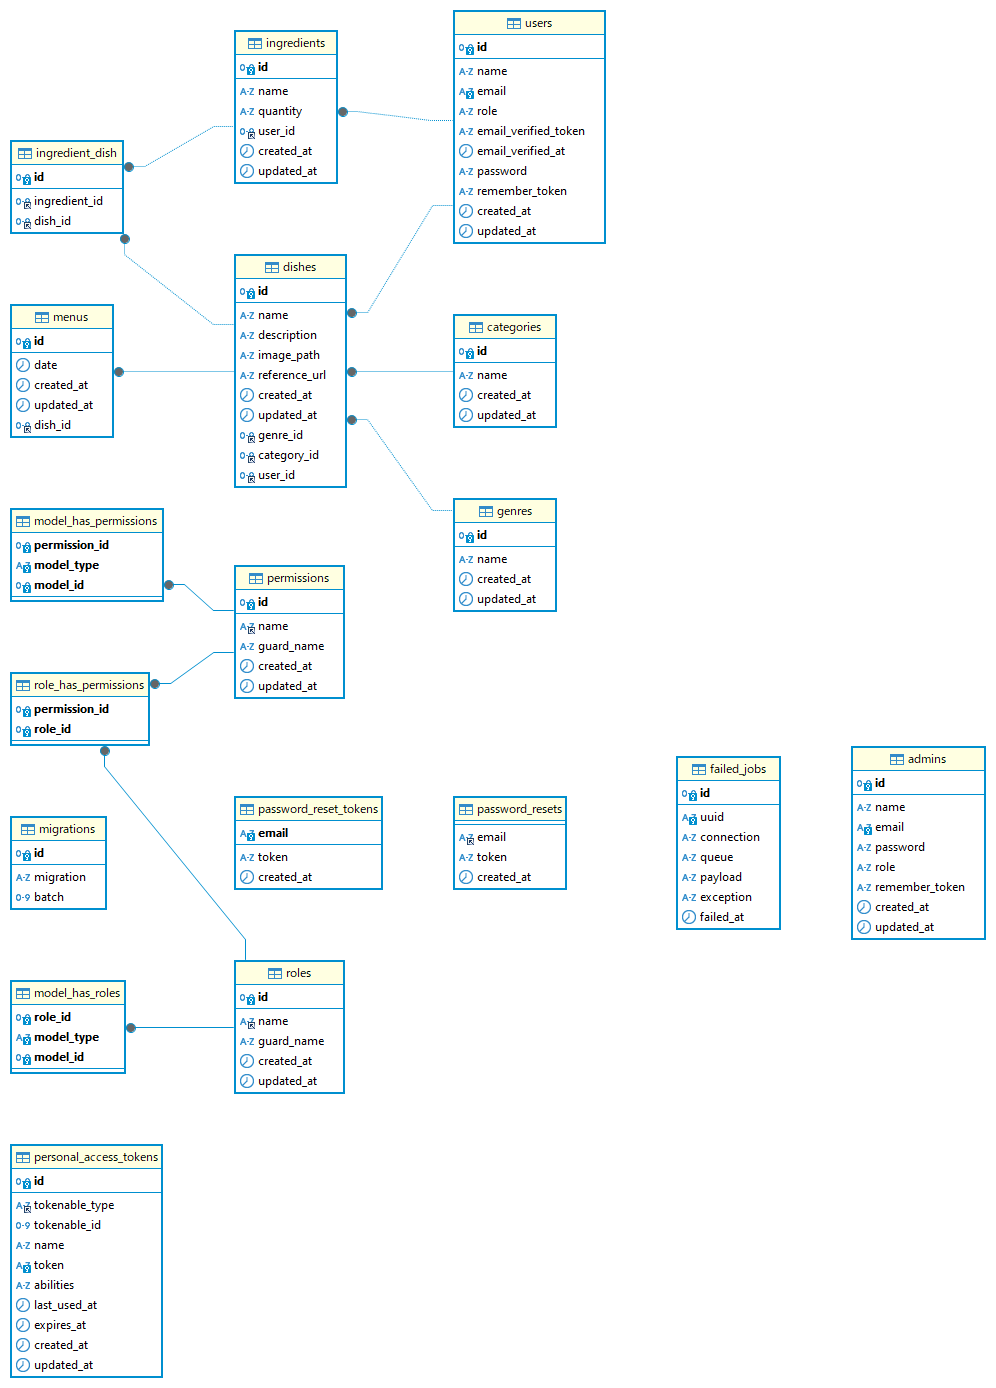 users
id
name
email
role
email_verified_token
email_verified_at
password
remember_token
created_at
updated_at
ingredients
id
name
quantity
user_id
created_at
updated_at
ingredient_dish
id
ingredient_id
dish_id
dishes
id
name
description
image_path
reference_url
created_at
updated_at
genre_id
category_id
user_id
menus
id
date
created_at
updated_at
dish_id
categories
id
name
created_at
updated_at
genres
id
name
created_at
updated_at
model_has_permissions
permission_id
model_type
model_id
permissions
id
name
guard_name
created_at
updated_at
role_has_permissions
permission_id
role_id
migrations
id
migration
batch
password_reset_tokens
email
token
created_at
password_resets
email
token
created_at
failed_jobs
id
uuid
connection
queue
payload
exception
failed_at
admins
id
name
email
password
role
remember_token
created_at
updated_at
roles
id
name
guard_name
created_at
updated_at
model_has_roles
role_id
model_type
model_id
personal_access_tokens
id
tokenable_type
tokenable_id
name
token
abilities
last_used_at
expires_at
created_at
updated_at